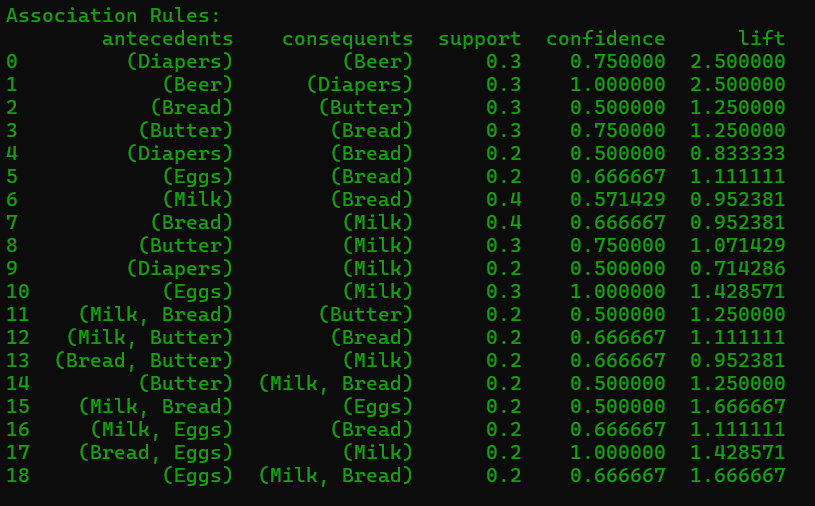 Association Rules:
antecedents consequents support confidence lift
0 (Diapers) (Beer) 0.3 0.750000 2.500000
1 (Beer) (Diapers) 0.3 1.000000 2.500000
2 (Bread) (Butter) 0.3 0.500000 1.250000
3 (Butter) (Bread) 0.3 0.750000 1.250000
4 (Diapers) (Bread) 0.2 0.500000 0.833333
5 (Eggs) (Bread) 0.2 0.666667 1.111111
6 (Milk) (Bread) 0.4 0.571429 0.952381
7 (Bread) (Milk) 0.4 0.666667 0.952381
8 (Butter) (Milk) 0.3 0.750000 1.071429
9 (Diapers) (Milk) 0.2 0.500000 0.714286
10 (Eggs) (Milk) 0.3 1.000000 1.428571
11 (Milk, Bread) (Butter) 0.2 0.500000 1.250000
12 (Milk, Butter) (Bread) 0.2 0.666667 1.111111
13 (Bread, Butter) (Milk) 0.2 0.666667 0.952381
14 (Butter) (Milk, Bread) 0.2 0.500000 1.250000
15 (Milk, Bread) (Eggs) 0.2 0.500000 1.666667
16 (Milk, Eggs) (Bread) 0.2 0.666667 1.111111
17 (Bread, Eggs) (Milk) 0.2 1.000000 1.428571
18 (Eggs) (Milk, Bread) 0.2 0.666667 1.666667